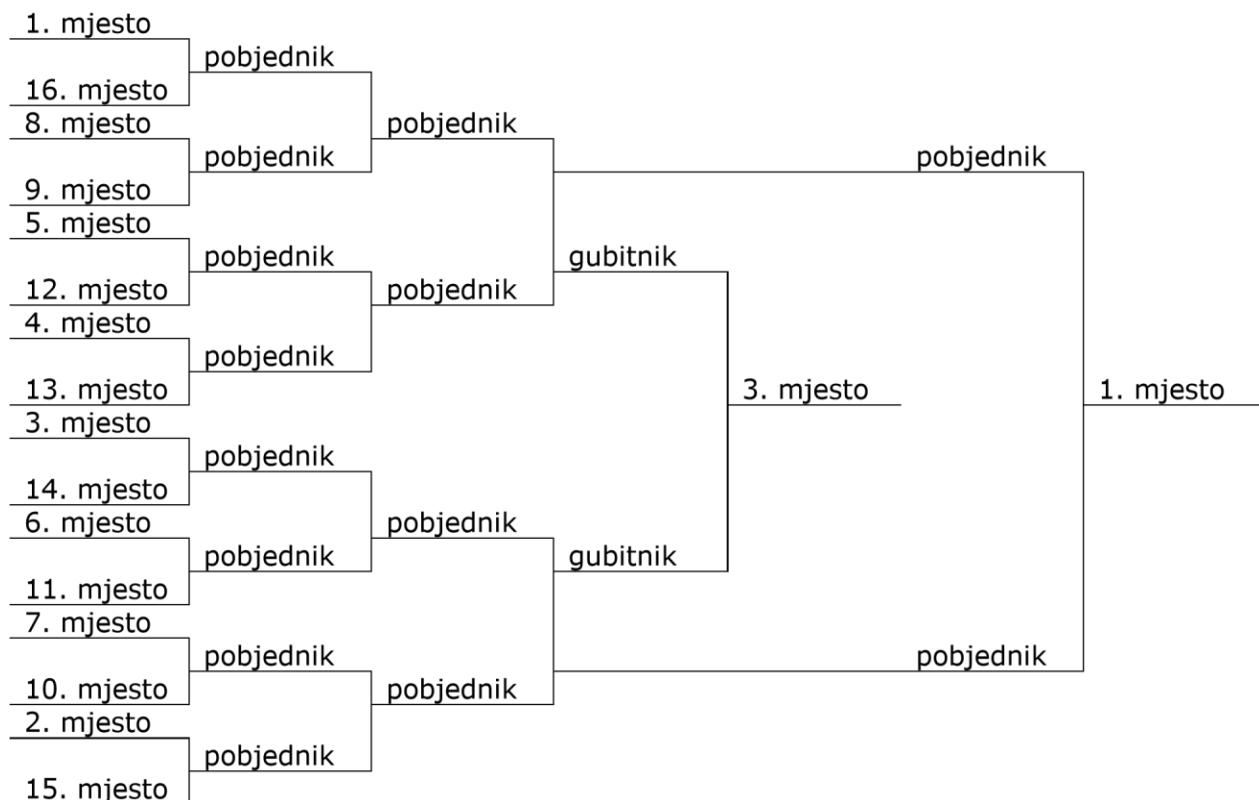 1. mjesto
16. mjesto
8. mjesto
9. mjesto
5. mjesto
12. mjesto
4. mjesto
13. mjesto
3. mjesto
14. mjesto
6. mjesto
11. mjesto
7. mjesto
10. mjesto
2. mjesto
15. mjesto
pobjednik
pobjednik
pobjednik
pobjednik
pobjednik
pobjednik
pobjednik
pobjednik
pobjednik
pobjednik
pobjednik
pobjednik
gubitnik
gubitnik
3. mjesto
pobjednik
pobjednik
1. mjesto